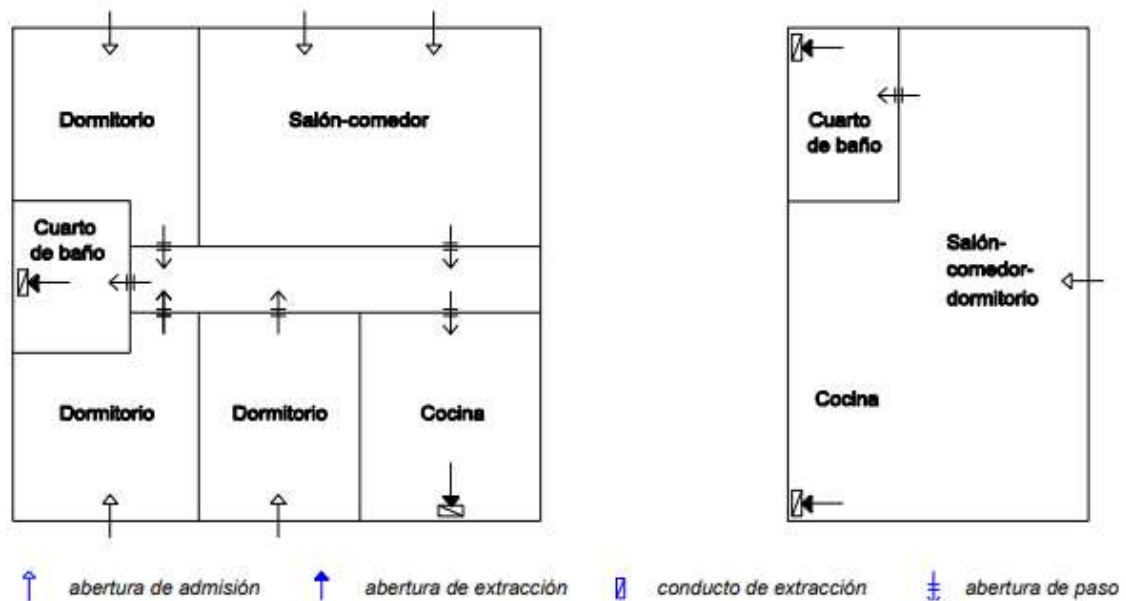 Dormitorio
Salón-comedor
Cuarto
de baño
Dormitorio
Dormitorio
Cocina
Cuarto
de baño
Salón-
comedor-
dormitorio
Cocina
abertura de admisión
abertura de extracción
conducto de extracción
abertura de paso